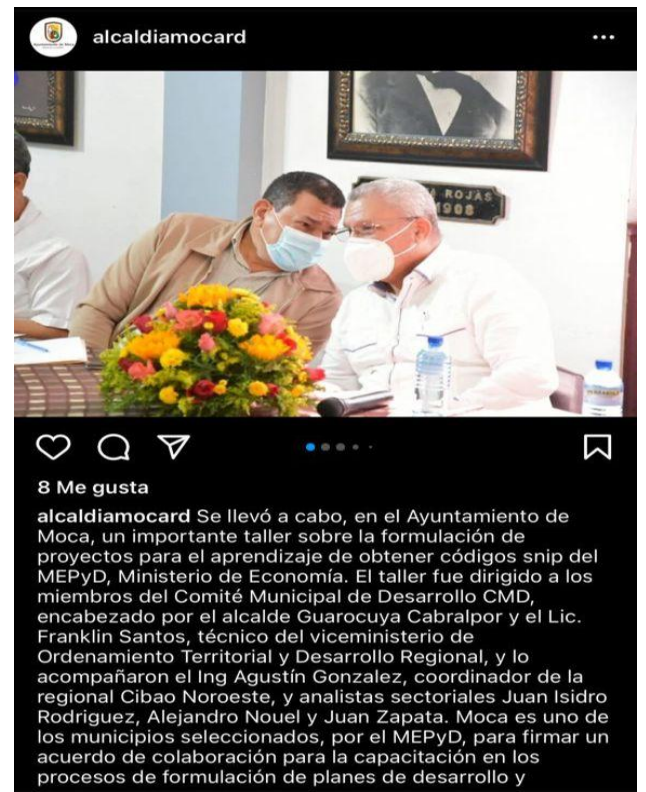 alcaldiamocard
ROJAS
1908
8 Me gusta
alcaldiamocard Se llevó a cabo, en el Ayuntamiento de
Moca, un importante taller sobre la formulación de
proyectos para el aprendizaje de obtener códigos snip del
MEPyD, Ministerio de Economía. El taller fue dirigido a los
miembros del Comité Municipal de Desarrollo CMD,
encabezado por el alcalde Guarocuya Cabralpor y el Lic.
Franklin Santos, técnico del viceministerio de
Ordenamiento Territorial y Desarrollo Regional, y lo
acompañaron el Ing Agustín Gonzalez, coordinador de la
regional Cibao Noroeste, y analistas sectoriales Juan Isidro
Rodriguez, Alejandro Nouel y Juan Zapata. Moca es uno de
los municipios seleccionados, por el MEPyD, para firmar un
acuerdo de colaboración para la capacitación en los
procesos de formulación de planes de desarrollo y